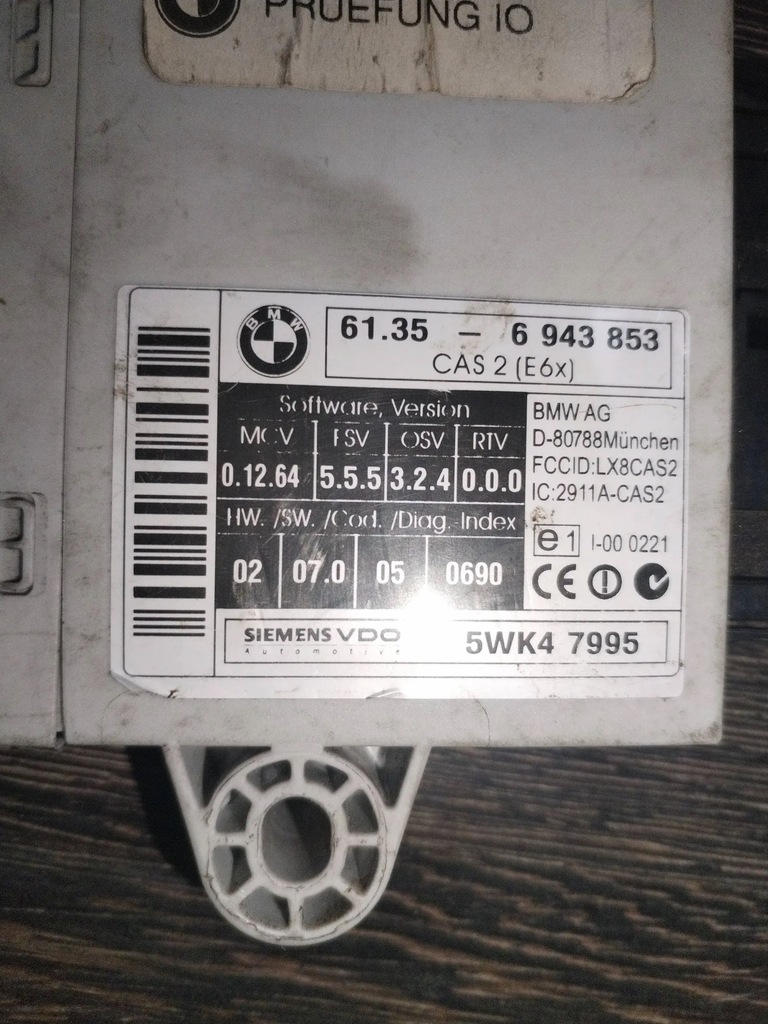 PRUEFUNG IO
BMW
61.35 – 6 943 853
CAS 2 (E6x)
Software, Version
MCV FSV OSV RTV
0.12.64 5.5.5 3.2.4 0.0.0
HW. /SW. /Cod. /Diag. Index
02 07.0 05 0690
BMW AG
D-80788München
FCCID:LX8CAS2
IC:2911A-CAS2
e1 I-00 0221
CE
SIEMENS VDO
Automotive
5WK4 7995